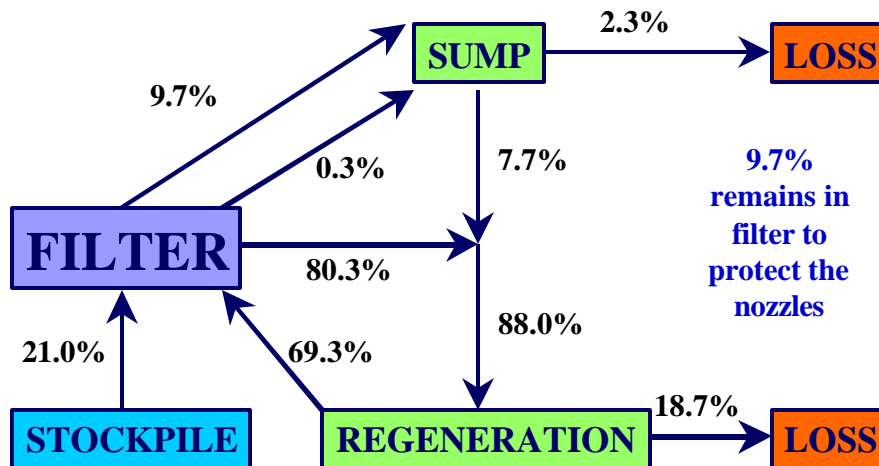 2.3%
SUMP
LOSS
9.7%
0.3%
7.7%
9.7%
remains in
filter to
protect the
nozzles
FILTER
80.3%
88.0%
21.0%
69.3%
18.7%
STOCKPILE
REGENERATION
LOSS